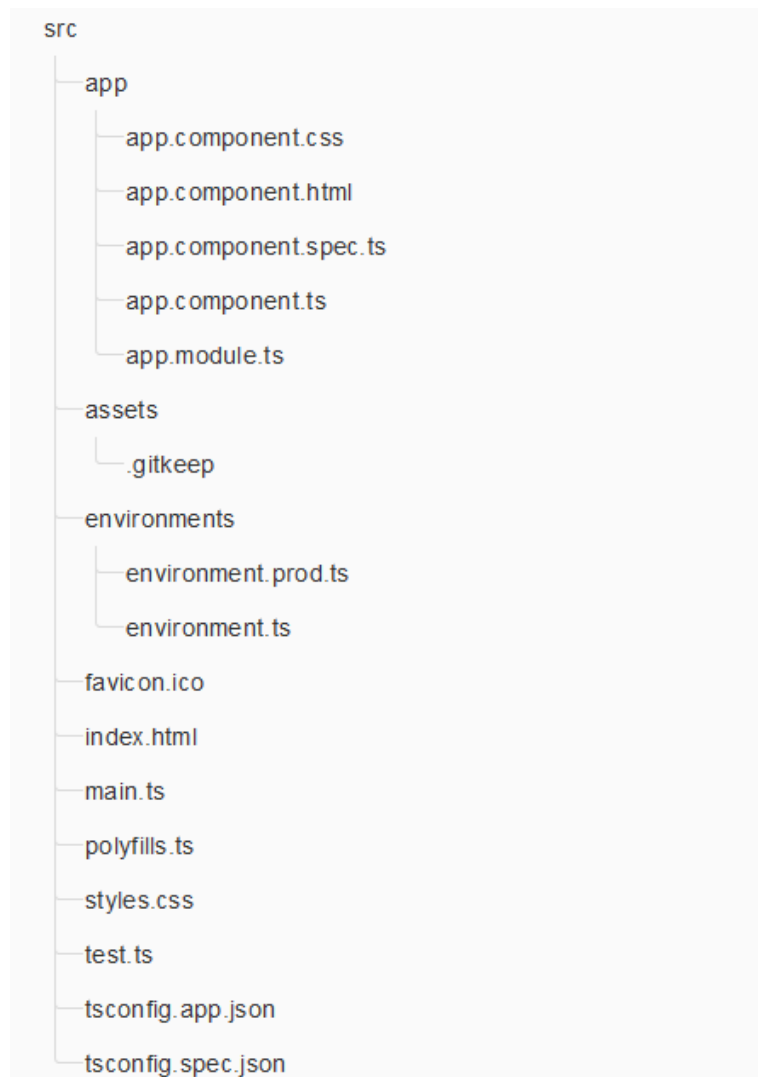 src
app
app.component.css
app.component.html
app.component.spec.ts
app.component.ts
app.module.ts
assets
.gitkeep
environments
environment.prod.ts
environment.ts
favicon.ico
index.html
main.ts
polyfills.ts
styles.css
test.ts
tsconfig.app.json
tsconfig.spec.json